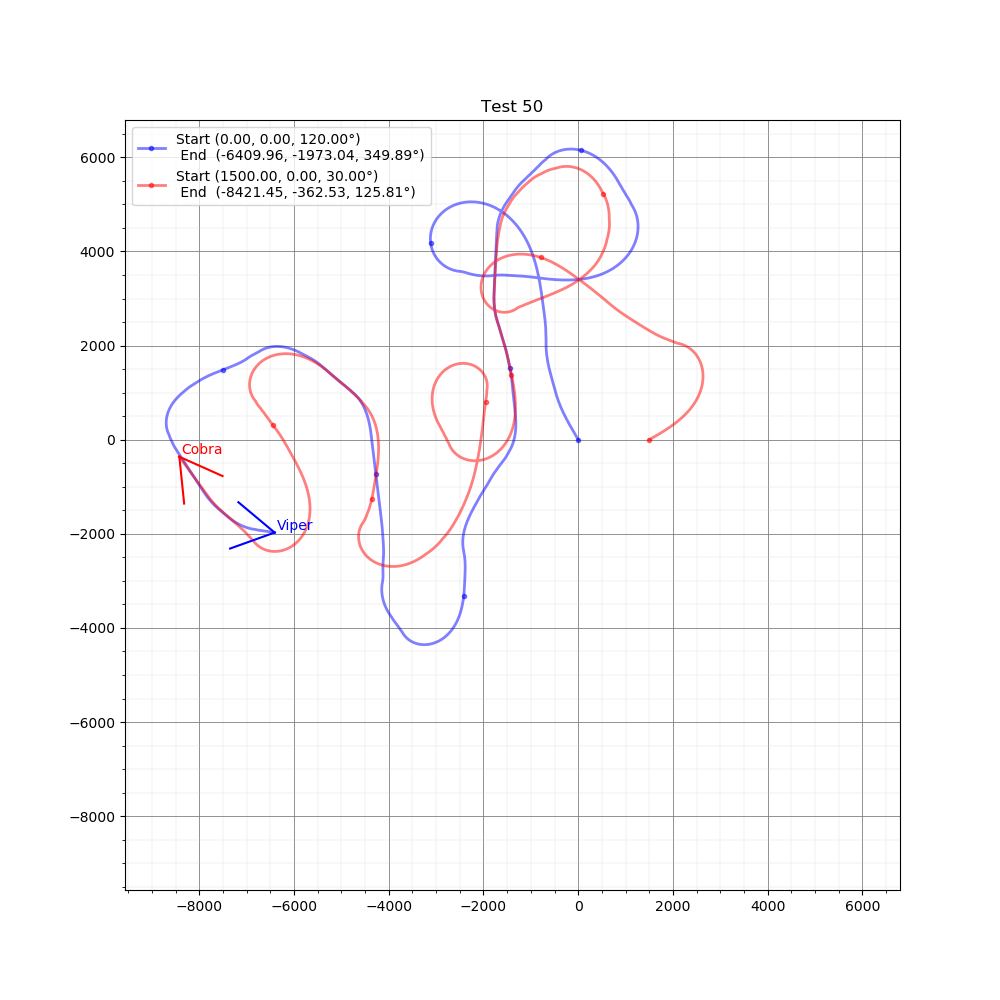 Test 50
Start (0.00, 0.00, 120.00°)
End  (-6409.96, -1973.04, 349.89°)
Start (1500.00, 0.00, 30.00°)
End  (-8421.45, -362.53, 125.81°)
6000
4000
2000
0
−2000
−4000
−6000
−8000
Cobra
Viper
−8000 −6000 −4000 −2000 0 2000 4000 6000